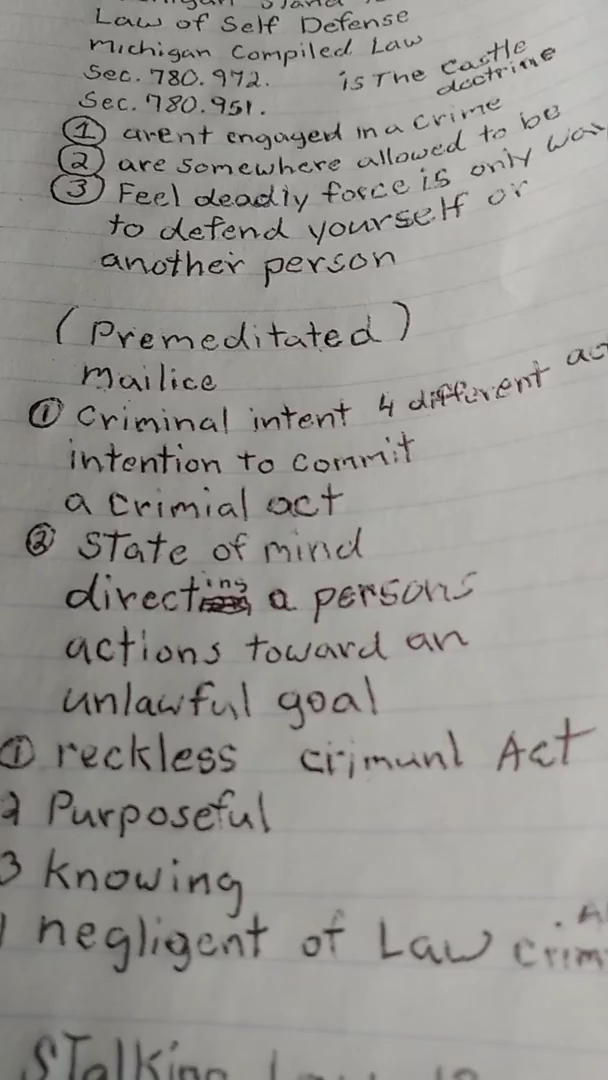 Law of Self Defense
Michigan Compiled Law
Sec. 780.972. is The Castle doctrine
Sec. 780.951.
① arent engaged in a crime
② are somewhere allowed to be
③ Feel deadly force is only way
to defend yourself or
another person
(Premeditated)
Mailice
① Criminal intent 4 different
intention to commit
a crimial act
② State of mind
directing a persons
actions toward an
unlawful goal
① reckless crimunl Act
2 Purposeful
3 Knowing
negligent of Law
Stalking